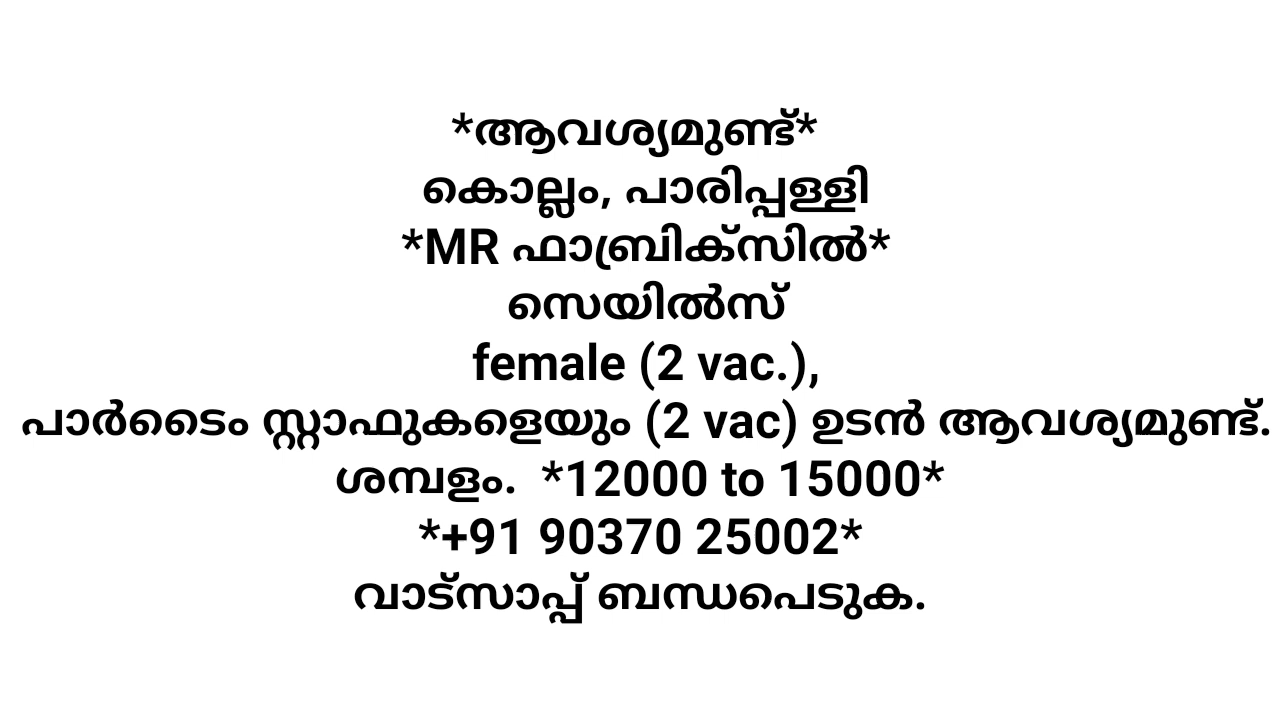 *ആവശ്യമുണ്ട്*
കൊല്ലം, പാരിപ്പള്ളി
*MR ഫാബ്രിക്സിൽ*
സെയിൽസ്
female (2 vac.),
പാർടൈം സ്റ്റാഫുകളെയും (2 vac) ഉടൻ ആവശ്യമുണ്ട്.
ശമ്പളം. *12000 to 15000*
*+91 90370 25002*
വാട്സാപ്പ് ബന്ധപെടുക.